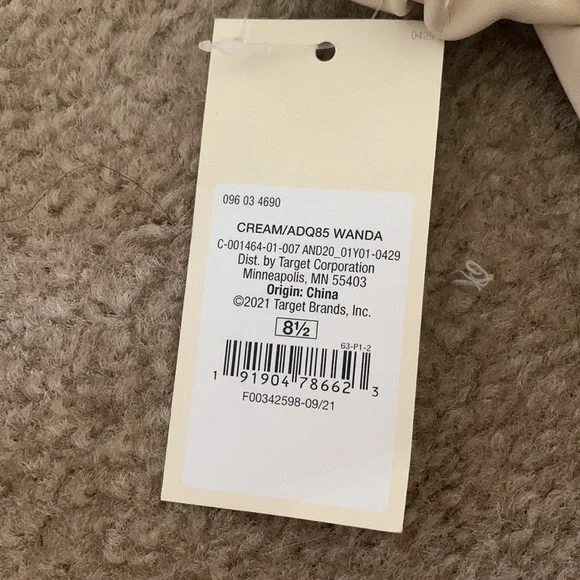 0429
096 03 4690
CREAM/ADQ85 WANDA
C-001464-01-007 AND20_01Y01-0429
Dist. by Target Corporation
Minneapolis, MN 55403
Origin: China
©2021 Target Brands, Inc.
8½
63-P1-2
1 91904 78662 3
F00342598-09/21